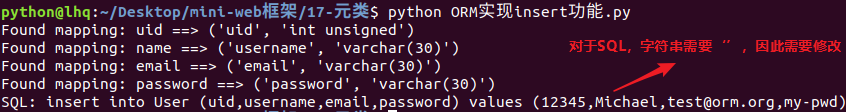 python@lhq:~/Desktop/mini-web框架/17-元类$ python ORM实现insert功能.py
Found mapping: uid ==> ('uid', 'int unsigned')
Found mapping: name ==> ('username', 'varchar(30)')
对于SQL，字符串需要 “”，因此需要修改
Found mapping: email ==> ('email', 'varchar(30)')
Found mapping: password ==> ('password', 'varchar(30)')
SQL: insert into User (uid,username,email,password) values (12345,Michael,test@orm.org,my-pwd)